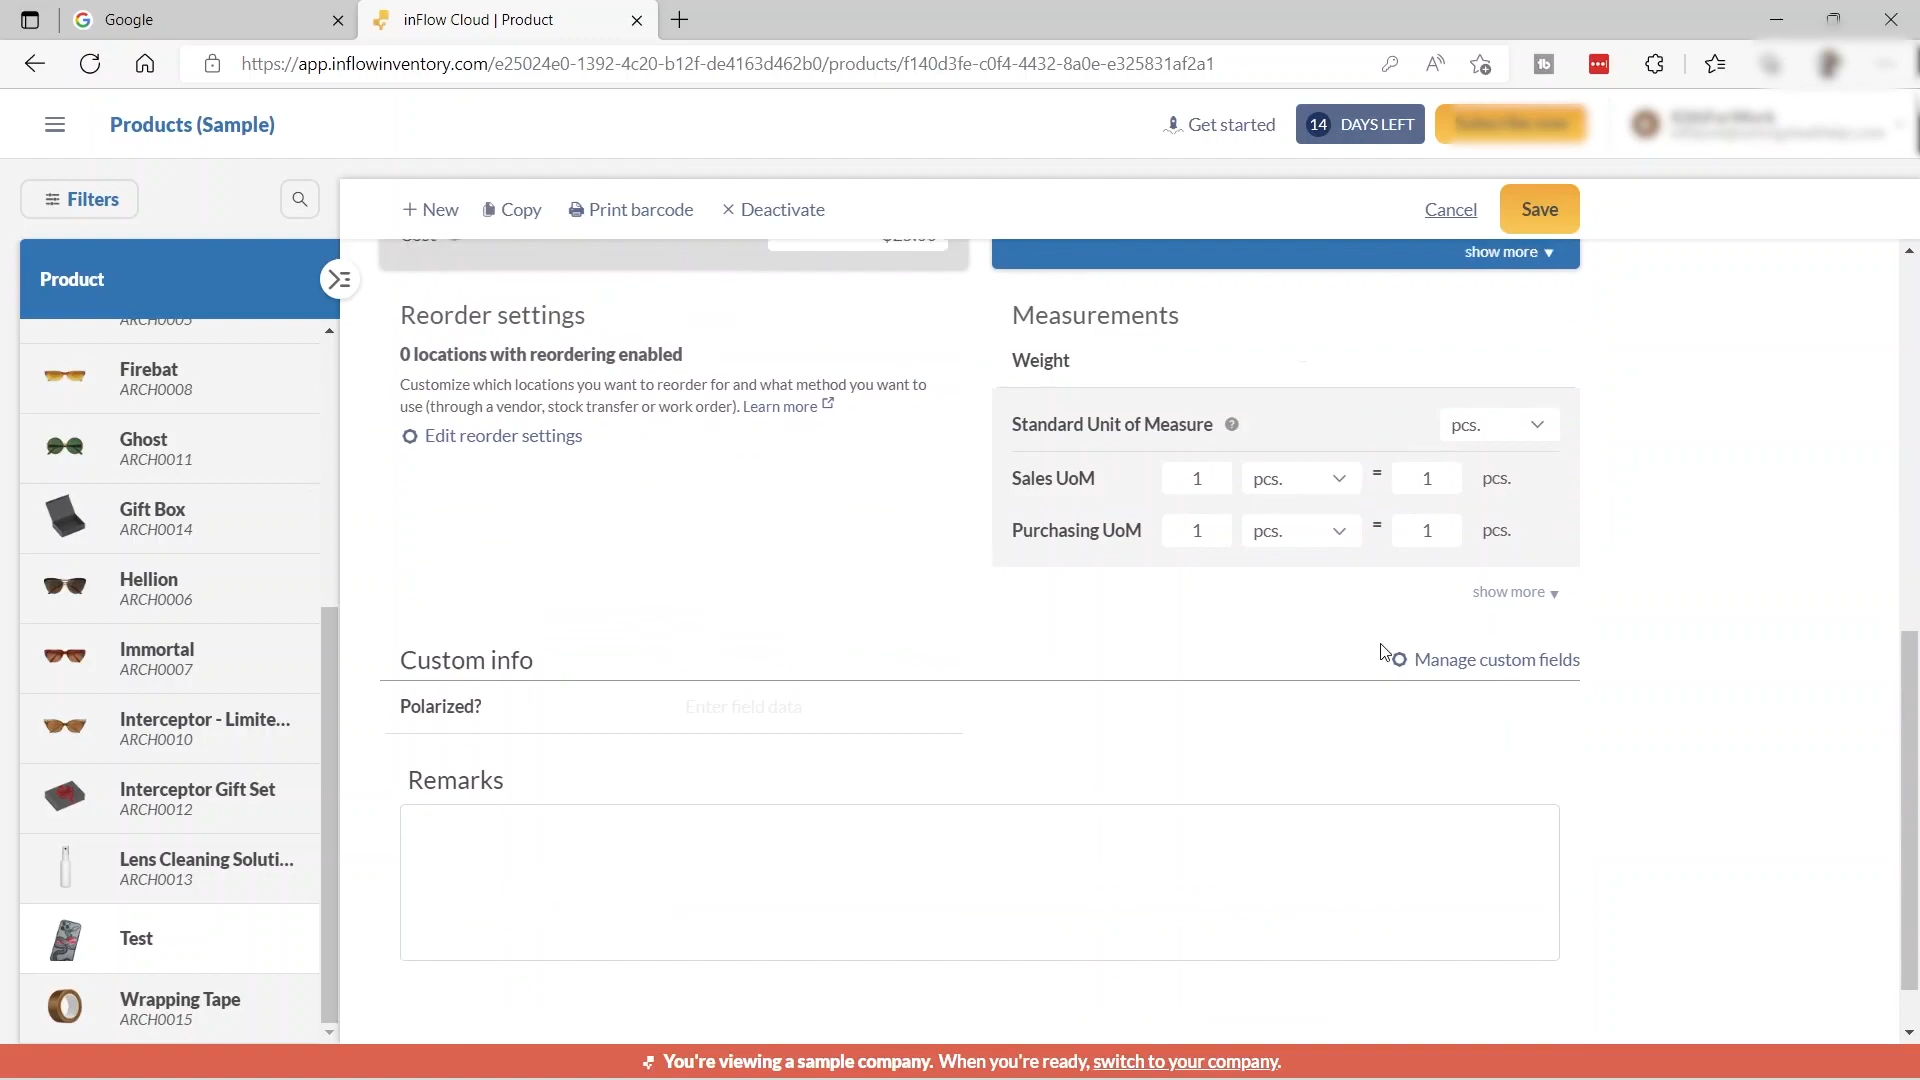 Google
inFlow Cloud | Product
https://app.inflowinventory.com/e25024e0-1392-4c20-b12f-de4163d462b0/products/f140d3fe-c0f4-4432-8a0e-e325831af2a1
Products (Sample)
Get started
14 DAYS LEFT
Filters
+ New
Copy
Print barcode
× Deactivate
Cancel
Save
Product
ARCH0005
Firebat
ARCH0008
Ghost
ARCH0011
Gift Box
ARCH0014
Hellion
ARCH0006
Immortal
ARCH0007
Interceptor - Limite...
ARCH0010
Interceptor Gift Set
ARCH0012
Lens Cleaning Soluti...
ARCH0013
Test
Wrapping Tape
ARCH0015
Cost
$25.00
show more ▼
Reorder settings
0 locations with reordering enabled
Customize which locations you want to reorder for and what method you want to
use (through a vendor, stock transfer or work order). Learn more
Edit reorder settings
Measurements
Weight
Standard Unit of Measure ? pcs.
Sales UoM 1 pcs. = 1 pcs.
Purchasing UoM 1 pcs. = 1 pcs.
show more ▼
Custom info
Manage custom fields
Polarized? Enter field data
Remarks
You're viewing a sample company. When you're ready, switch to your company.